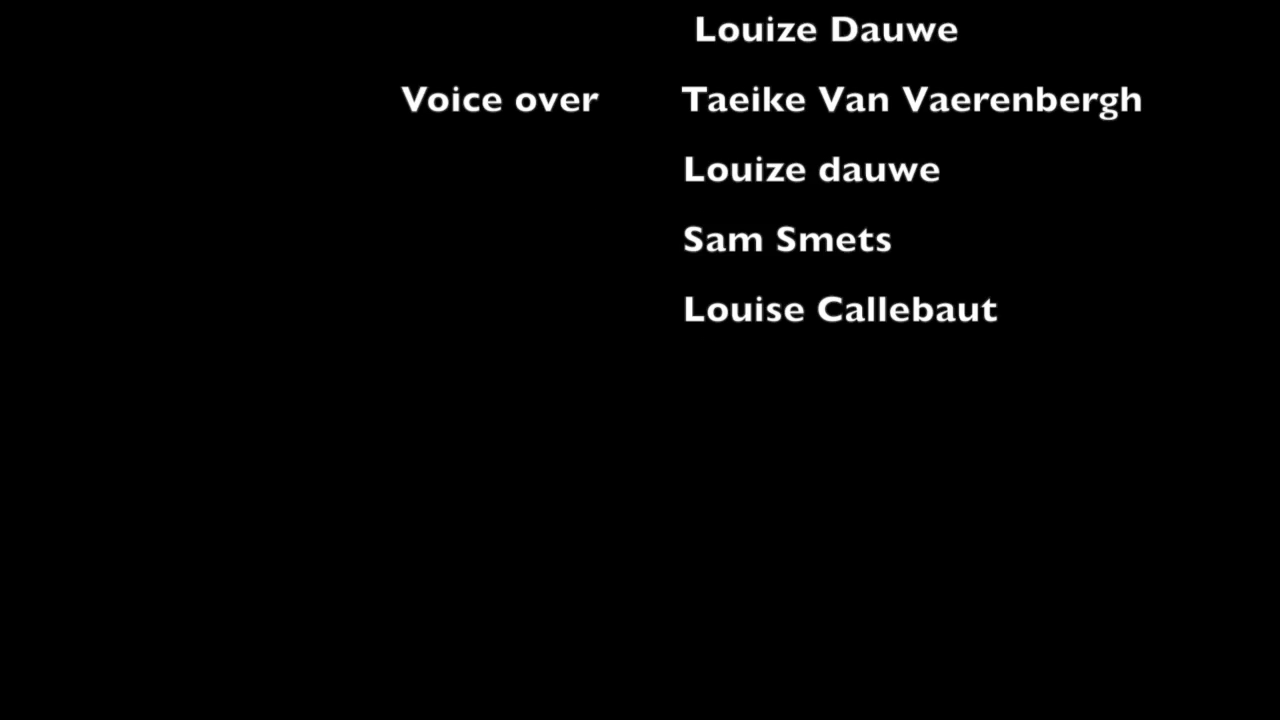 Louize Dauwe
Voice over Taeike Van Vaerenbergh
Louize dauwe
Sam Smets
Louise Callebaut